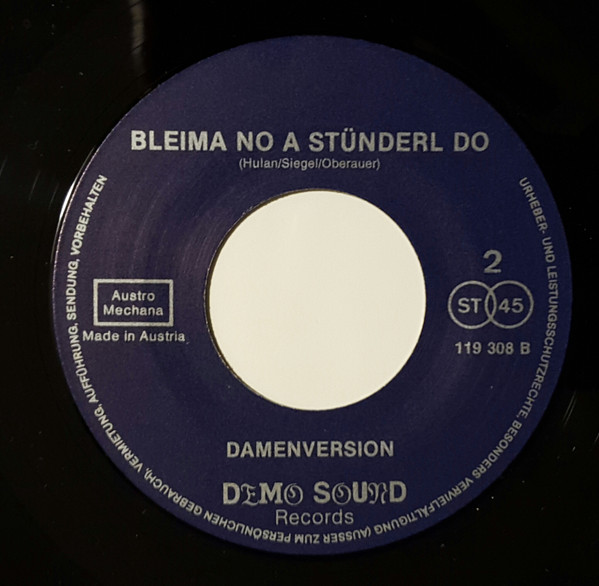 BLEIMA NO A STÜNDERL DO
(Hulan/Siegel/Oberauer)
2
Austro
Mechana
Made in Austria
ST 45
119 308 B
DAMENVERSION
DEMO SOUND
Records
URHEBER- UND LEISTUNGSSCHUTZRECHTE, BESONDERS VERVIELFÄLTIGUNG (AUSSER ZUM PERSÖNLICHEN GEBRAUCH), VERMIETUNG, AUFFÜHRUNG, SENDUNG, VORBEHALTEN